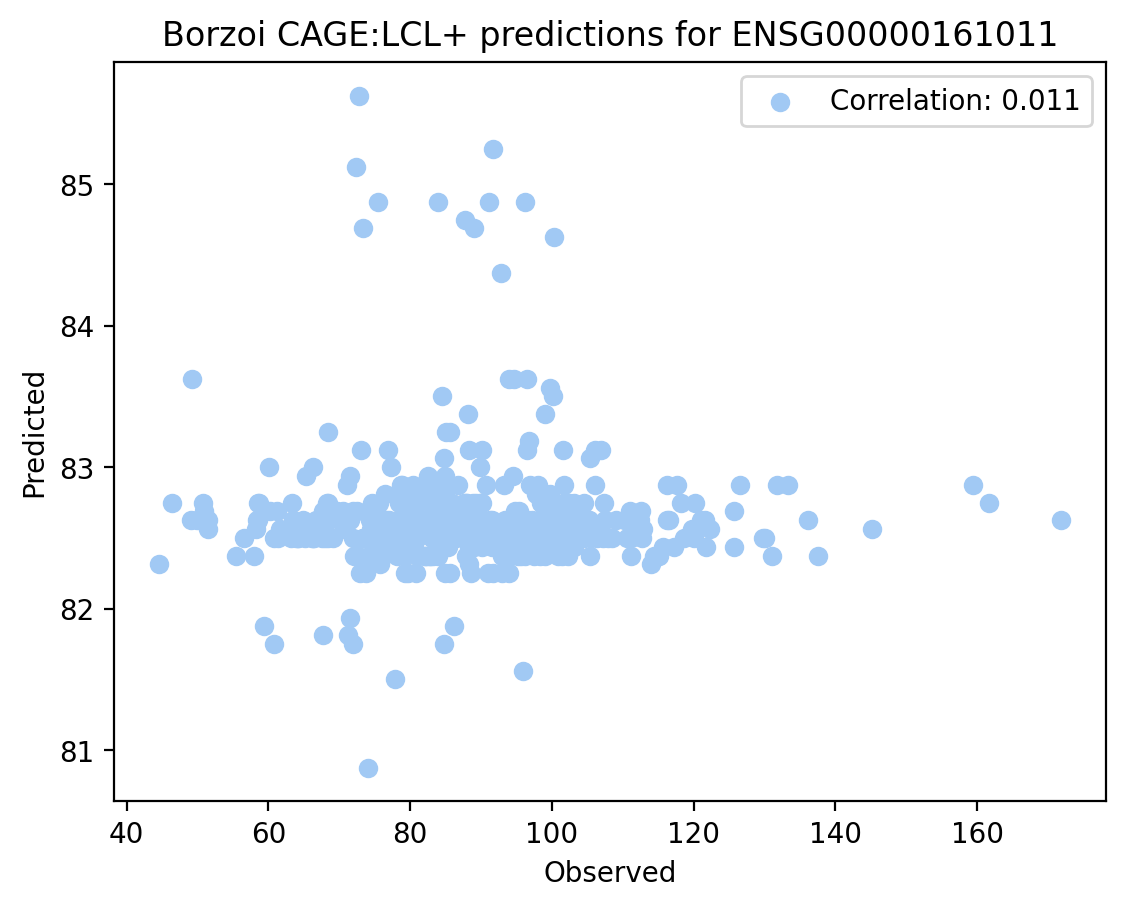 Borzoi CAGE:LCL+ predictions for ENSG00000161011
Correlation: 0.011
Predicted
85
84
83
82
81
40 60 80 100 120 140 160
Observed